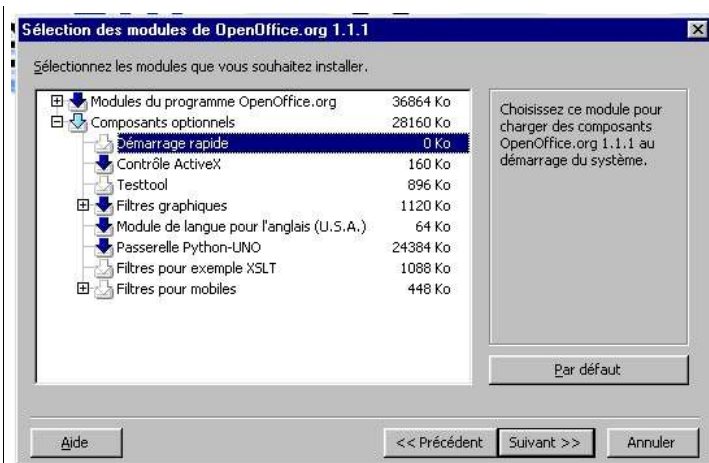 Sélection des modules de OpenOffice.org 1.1.1
Sélectionnez les modules que vous souhaitez installer.
Modules du programme OpenOffice.org 36864 Ko
Composants optionnels 28160 Ko
Démarrage rapide 0 Ko
Contrôle ActiveX 160 Ko
Testtool 896 Ko
Filtres graphiques 1120 Ko
Module de langue pour l'anglais (U.S.A.) 64 Ko
Passerelle Python-UNO 24384 Ko
Filtres pour exemple XSLT 1088 Ko
Filtres pour mobiles 448 Ko
Choisissez ce module pour
charger des composants
OpenOffice.org 1.1.1 au
démarrage du système.
Par défaut
Aide << Précédent Suivant >> Annuler